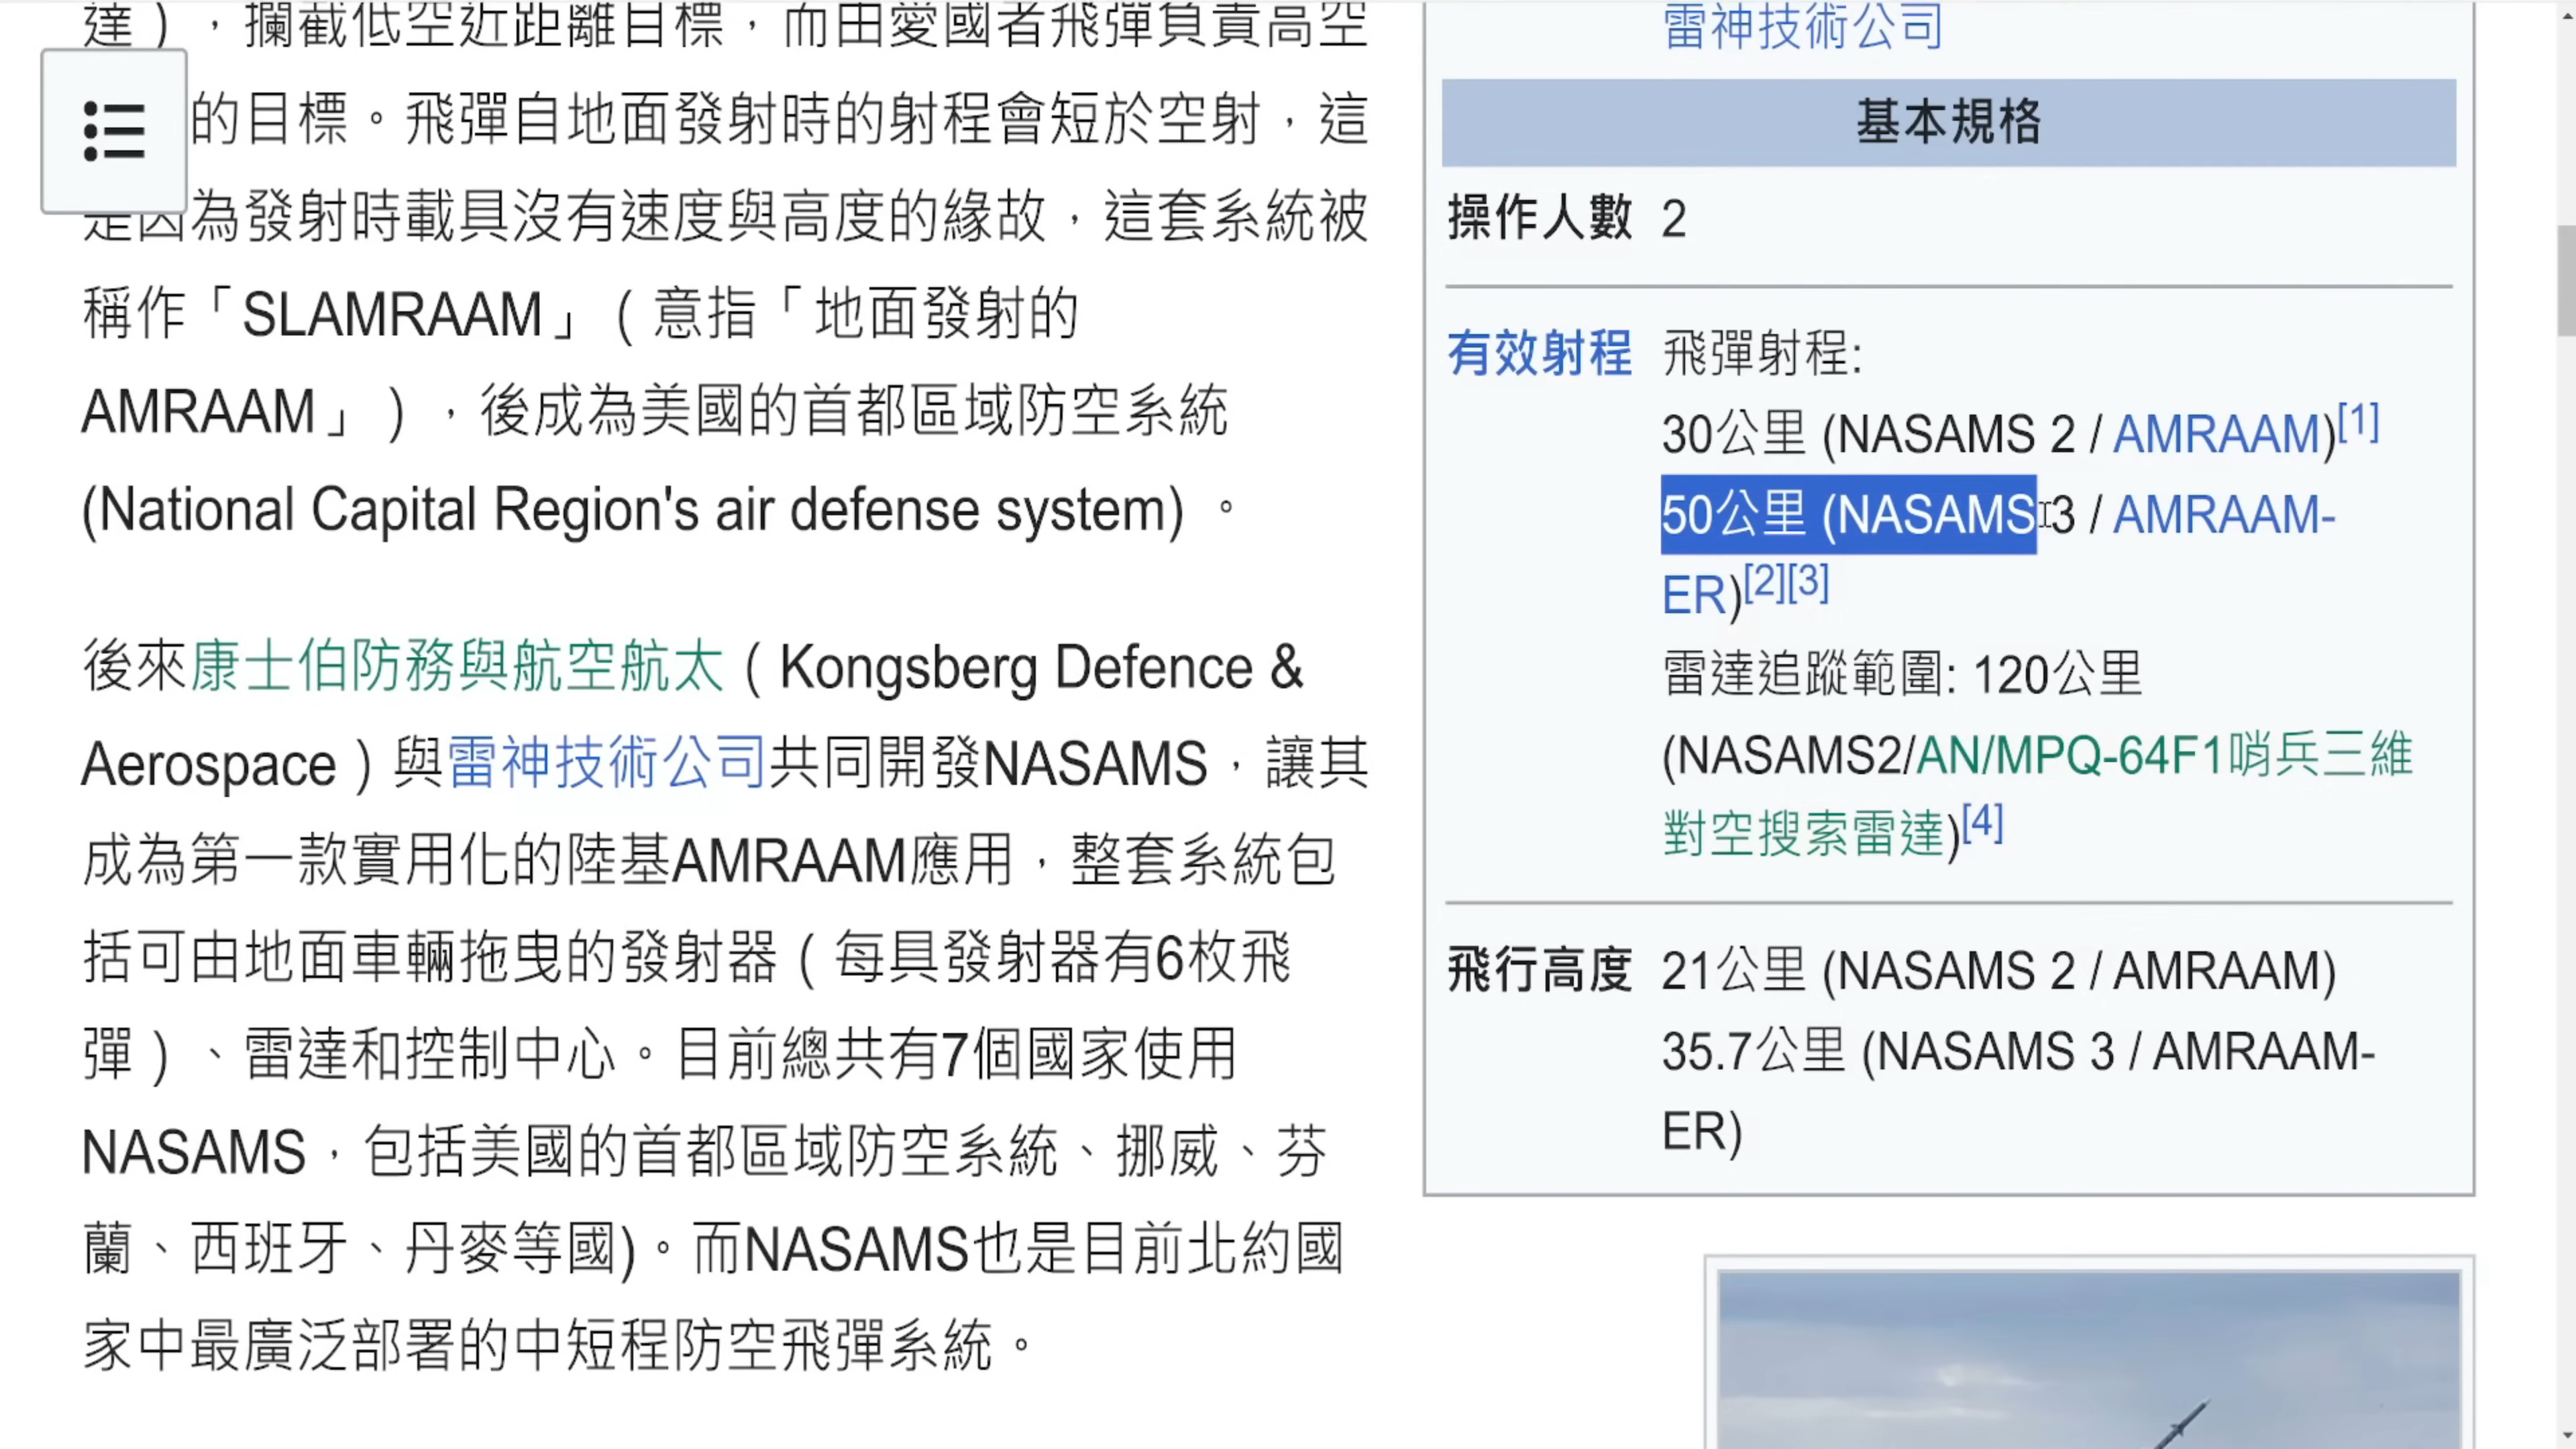 達），攔截低空近距離目標，而由愛國者飛彈負責高空
的目標。飛彈自地面發射時的射程會短於空射，這
是因為發射時載具沒有速度與高度的緣故，這套系統被
稱作「SLAMRAAM」（意指「地面發射的
AMRAAM」），後成為美國的首都區域防空系統
(National Capital Region's air defense system) 。
後來康士伯防務與航空航太（Kongsberg Defence &
Aerospace）與雷神技術公司共同開發NASAMS，讓其
成為第一款實用化的陸基AMRAAM應用，整套系統包
括可由地面車輛拖曳的發射器（每具發射器有6枚飛
彈）、雷達和控制中心。目前總共有7個國家使用
NASAMS，包括美國的首都區域防空系統、挪威、芬
蘭、西班牙、丹麥等國)。而NASAMS也是目前北約國
家中最廣泛部署的中短程防空飛彈系統。
雷神技術公司
基本規格
操作人數 2
有效射程 飛彈射程:
30公里 (NASAMS 2 / AMRAAM)[1]
50公里 (NASAMS 3 / AMRAAM-
ER)[2][3]
雷達追蹤範圍: 120公里
(NASAMS2/AN/MPQ-64F1哨兵三維
對空搜索雷達)[4]
飛行高度 21公里 (NASAMS 2 / AMRAAM)
35.7公里 (NASAMS 3 / AMRAAM-
ER)